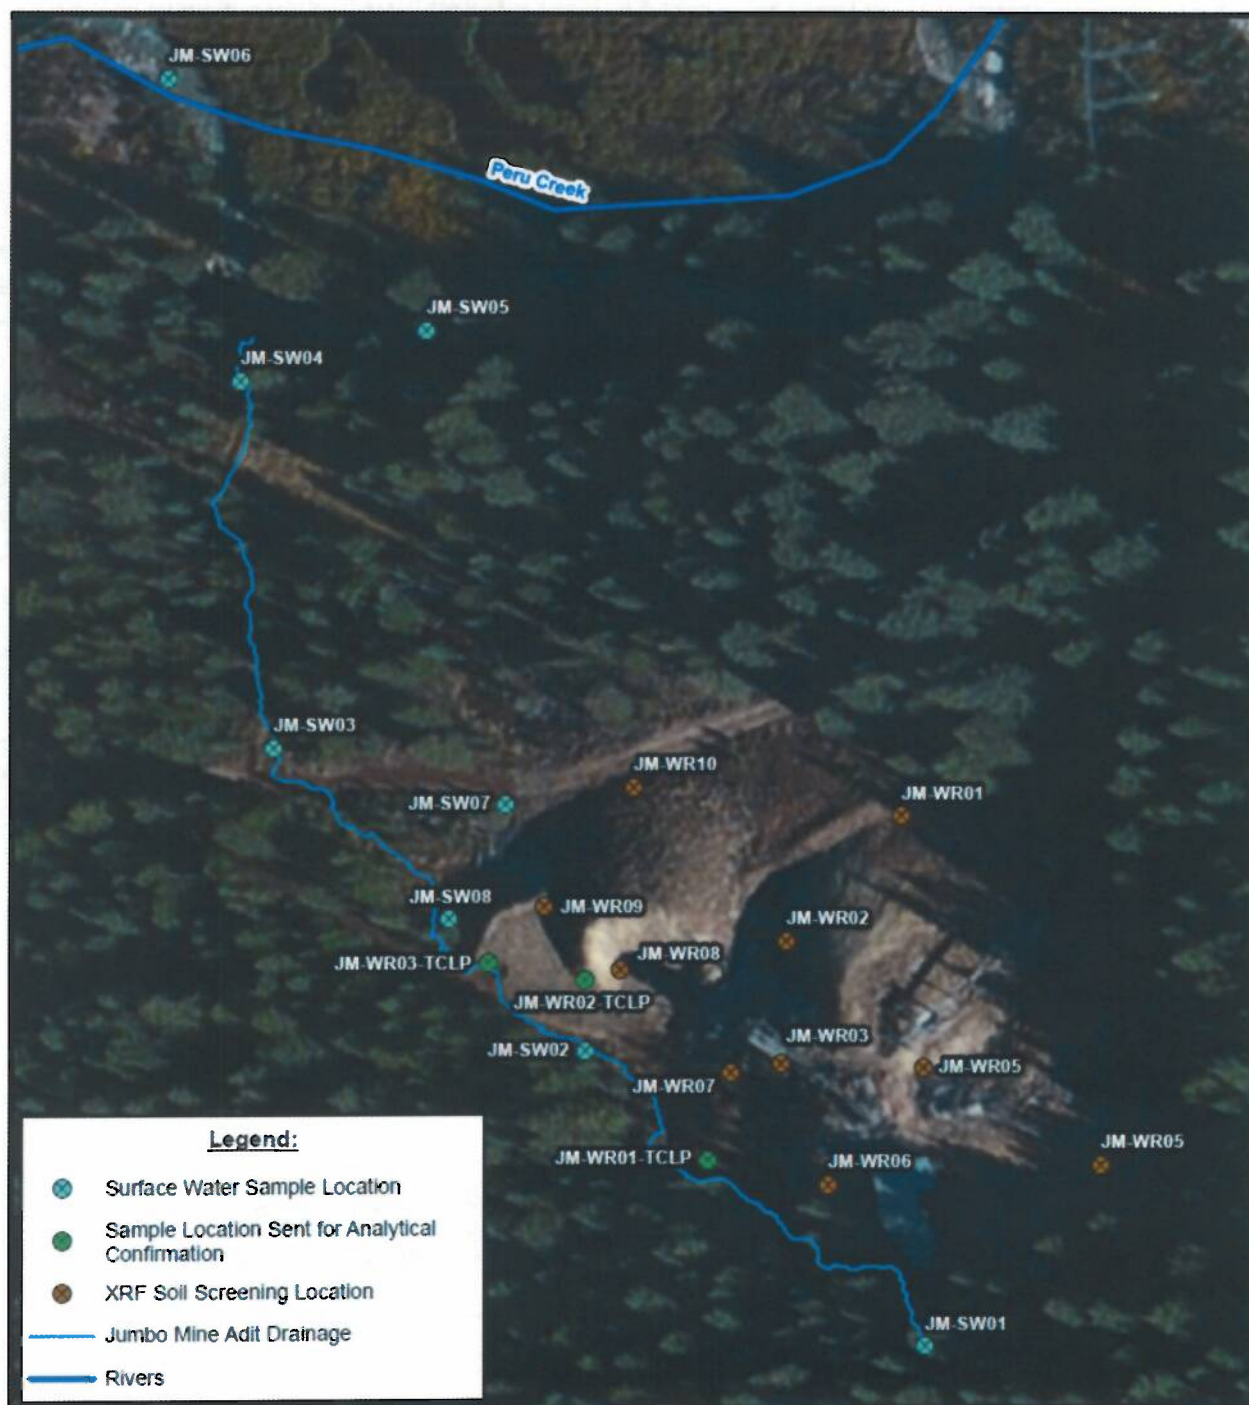 JM-SW06
Peru Creek
JM-SW05
JM-SW04
JM-SW03
JM-WR10
JM-SW07
JM-WR01
JM-SW08
JM-WR09
JM-WR02
JM-WR03-TCLP
JM-WR08
JM-WR02-TCLP
JM-SW02
JM-WR03
JM-WR07
JM-WR05
JM-WR01-TCLP
JM-WR06
JM-WR05
JM-SW01
Legend:
Surface Water Sample Location
Sample Location Sent for Analytical
Confirmation
XRF Soil Screening Location
Jumbo Mine Adit Drainage
Rivers